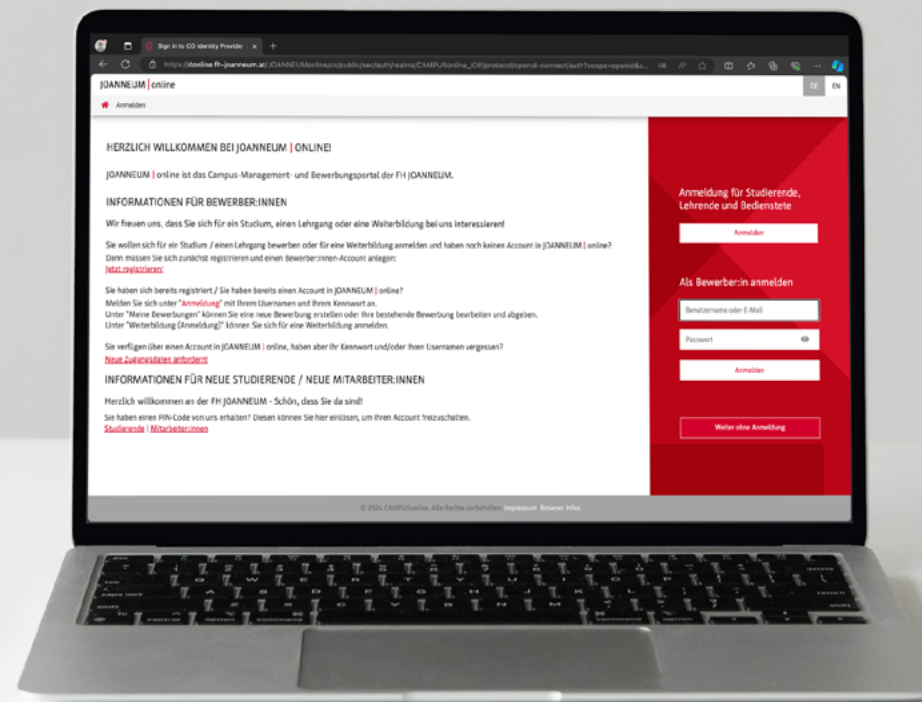 Sign in to CO-Identity Provider
https://online.fh-joanneum.at/JOANNEUMonline/co/public/sec/auth/realms/CAMPUSonline_IDP/protocol/openid-connect/auth?scope=openid&o...
JOANNEUM | online
DE EN
Anmelden
HERZLICH WILLKOMMEN BEI JOANNEUM | ONLINE!
JOANNEUM | online ist das Campus-Management- und Bewerbungsportal der FH JOANNEUM.
INFORMATIONEN FÜR BEWERBER:INNEN
Wir freuen uns, dass Sie sich für ein Studium, einen Lehrgang oder eine Weiterbildung bei uns interessieren!
Sie wollen sich für ein Studium / einen Lehrgang bewerben oder für eine Weiterbildung anmelden und haben noch keinen Account in JOANNEUM | online?
Dann müssen Sie sich zunächst registrieren und einen Bewerber:innen-Account anlegen:
Jetzt registrieren!
Sie haben sich bereits registriert / Sie haben bereits einen Account in JOANNEUM | online?
Melden Sie sich unter "Anmeldung" mit Ihrem Usernamen und Ihrem Kennwort an.
Unter "Meine Bewerbungen" können Sie eine neue Bewerbung erstellen oder Ihre bestehende Bewerbung bearbeiten und abgeben.
Unter "Weiterbildung (Anmeldung)" können Sie sich für eine Weiterbildung anmelden.
Sie verfügen über einen Account in JOANNEUM | online, haben aber Ihr Kennwort und/oder Ihren Usernamen vergessen?
Neue Zugangsdaten anfordern!
INFORMATIONEN FÜR NEUE STUDIERENDE / NEUE MITARBEITER:INNEN
Herzlich willkommen an der FH JOANNEUM - Schön, dass Sie da sind!
Sie haben einen PIN-Code von uns erhalten? Diesen können Sie hier einlösen, um Ihren Account freizuschalten.
Studierende | Mitarbeiter:innen
Anmeldung für Studierende,
Lehrende und Bedienstete
Anmelden
Als Bewerber:in anmelden
Benutzername oder E-Mail
Passwort
Anmelden
Weiter ohne Anmeldung
© 2024 CAMPUSonline. Alle Rechte vorbehalten. Impressum Browser Infos
Q W E R T Y U I O P
caps lock A S D F G H J K L return
shift Z X C V B N M shift
control option command command option